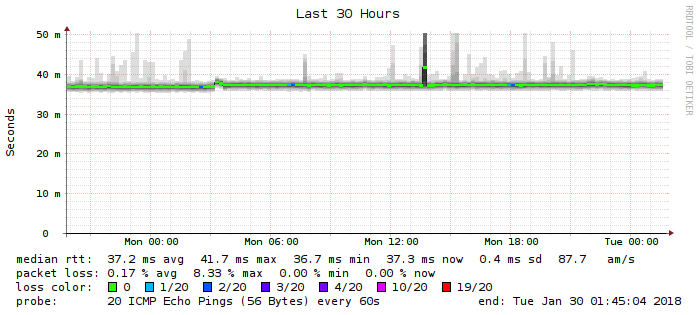 Last 30 Hours
RRDTOOL / TOBI OETIKER
Seconds
50 m
40 m
30 m
20 m
10 m
0
Mon 00:00 Mon 06:00 Mon 12:00 Mon 18:00 Tue 00:00
median rtt: 37.2 ms avg 41.7 ms max 36.7 ms min 37.3 ms now 0.4 ms sd 87.7 am/s
packet loss: 0.17 % avg 8.33 % max 0.00 % min 0.00 % now
loss color: 0 1/20 2/20 3/20 4/20 10/20 19/20
probe: 20 ICMP Echo Pings (56 Bytes) every 60s end: Tue Jan 30 01:45:04 2018